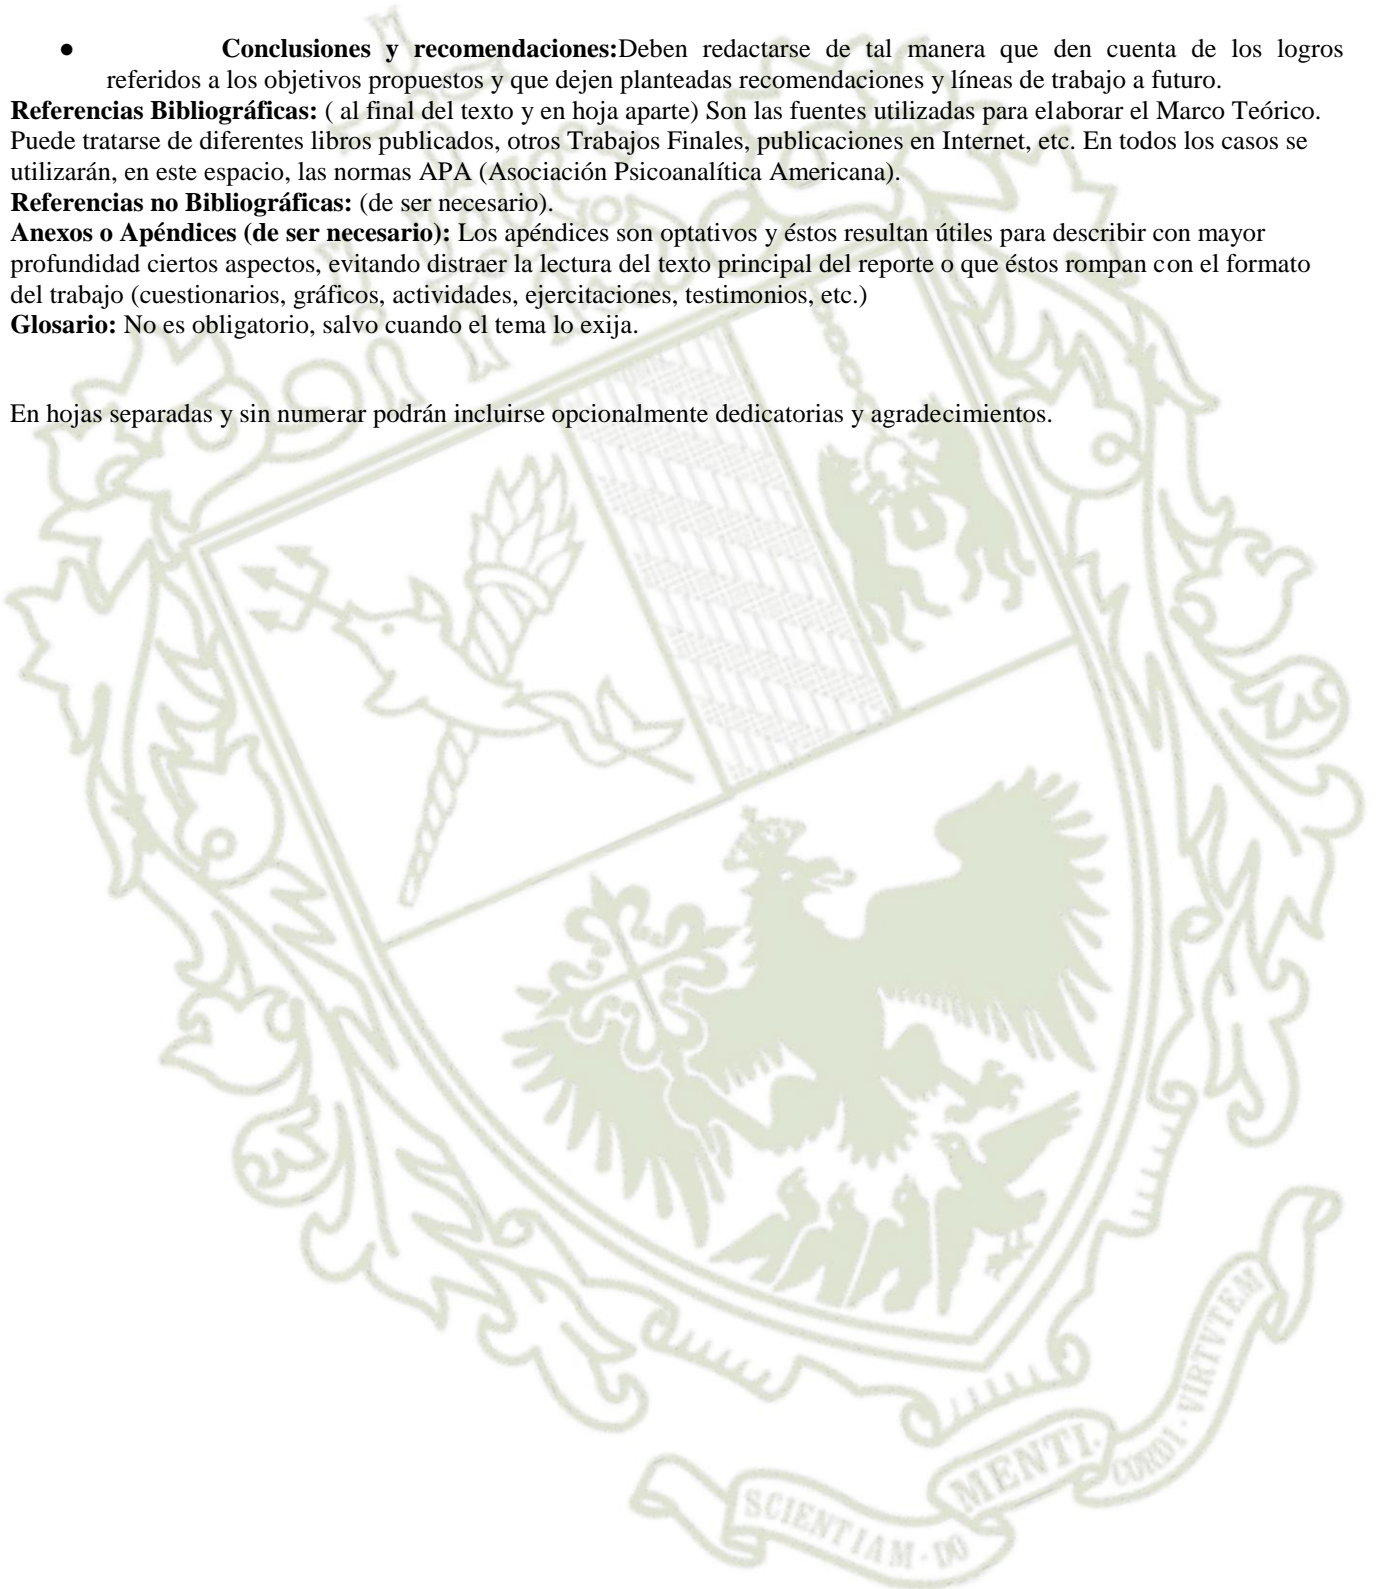 ● Conclusiones y recomendaciones:Deben redactarse de tal manera que den cuenta de los logros
referidos a los objetivos propuestos y que dejen planteadas recomendaciones y líneas de trabajo a futuro.
Referencias Bibliográficas: ( al final del texto y en hoja aparte) Son las fuentes utilizadas para elaborar el Marco Teórico.
Puede tratarse de diferentes libros publicados, otros Trabajos Finales, publicaciones en Internet, etc. En todos los casos se
utilizarán, en este espacio, las normas APA (Asociación Psicoanalítica Americana).
Referencias no Bibliográficas: (de ser necesario).
Anexos o Apéndices (de ser necesario): Los apéndices son optativos y éstos resultan útiles para describir con mayor
profundidad ciertos aspectos, evitando distraer la lectura del texto principal del reporte o que éstos rompan con el formato
del trabajo (cuestionarios, gráficos, actividades, ejercitaciones, testimonios, etc.)
Glosario: No es obligatorio, salvo cuando el tema lo exija.
En hojas separadas y sin numerar podrán incluirse opcionalmente dedicatorias y agradecimientos.
SCIENTIAM · DO
MENTI ·
CORDI · VIRTVTEM